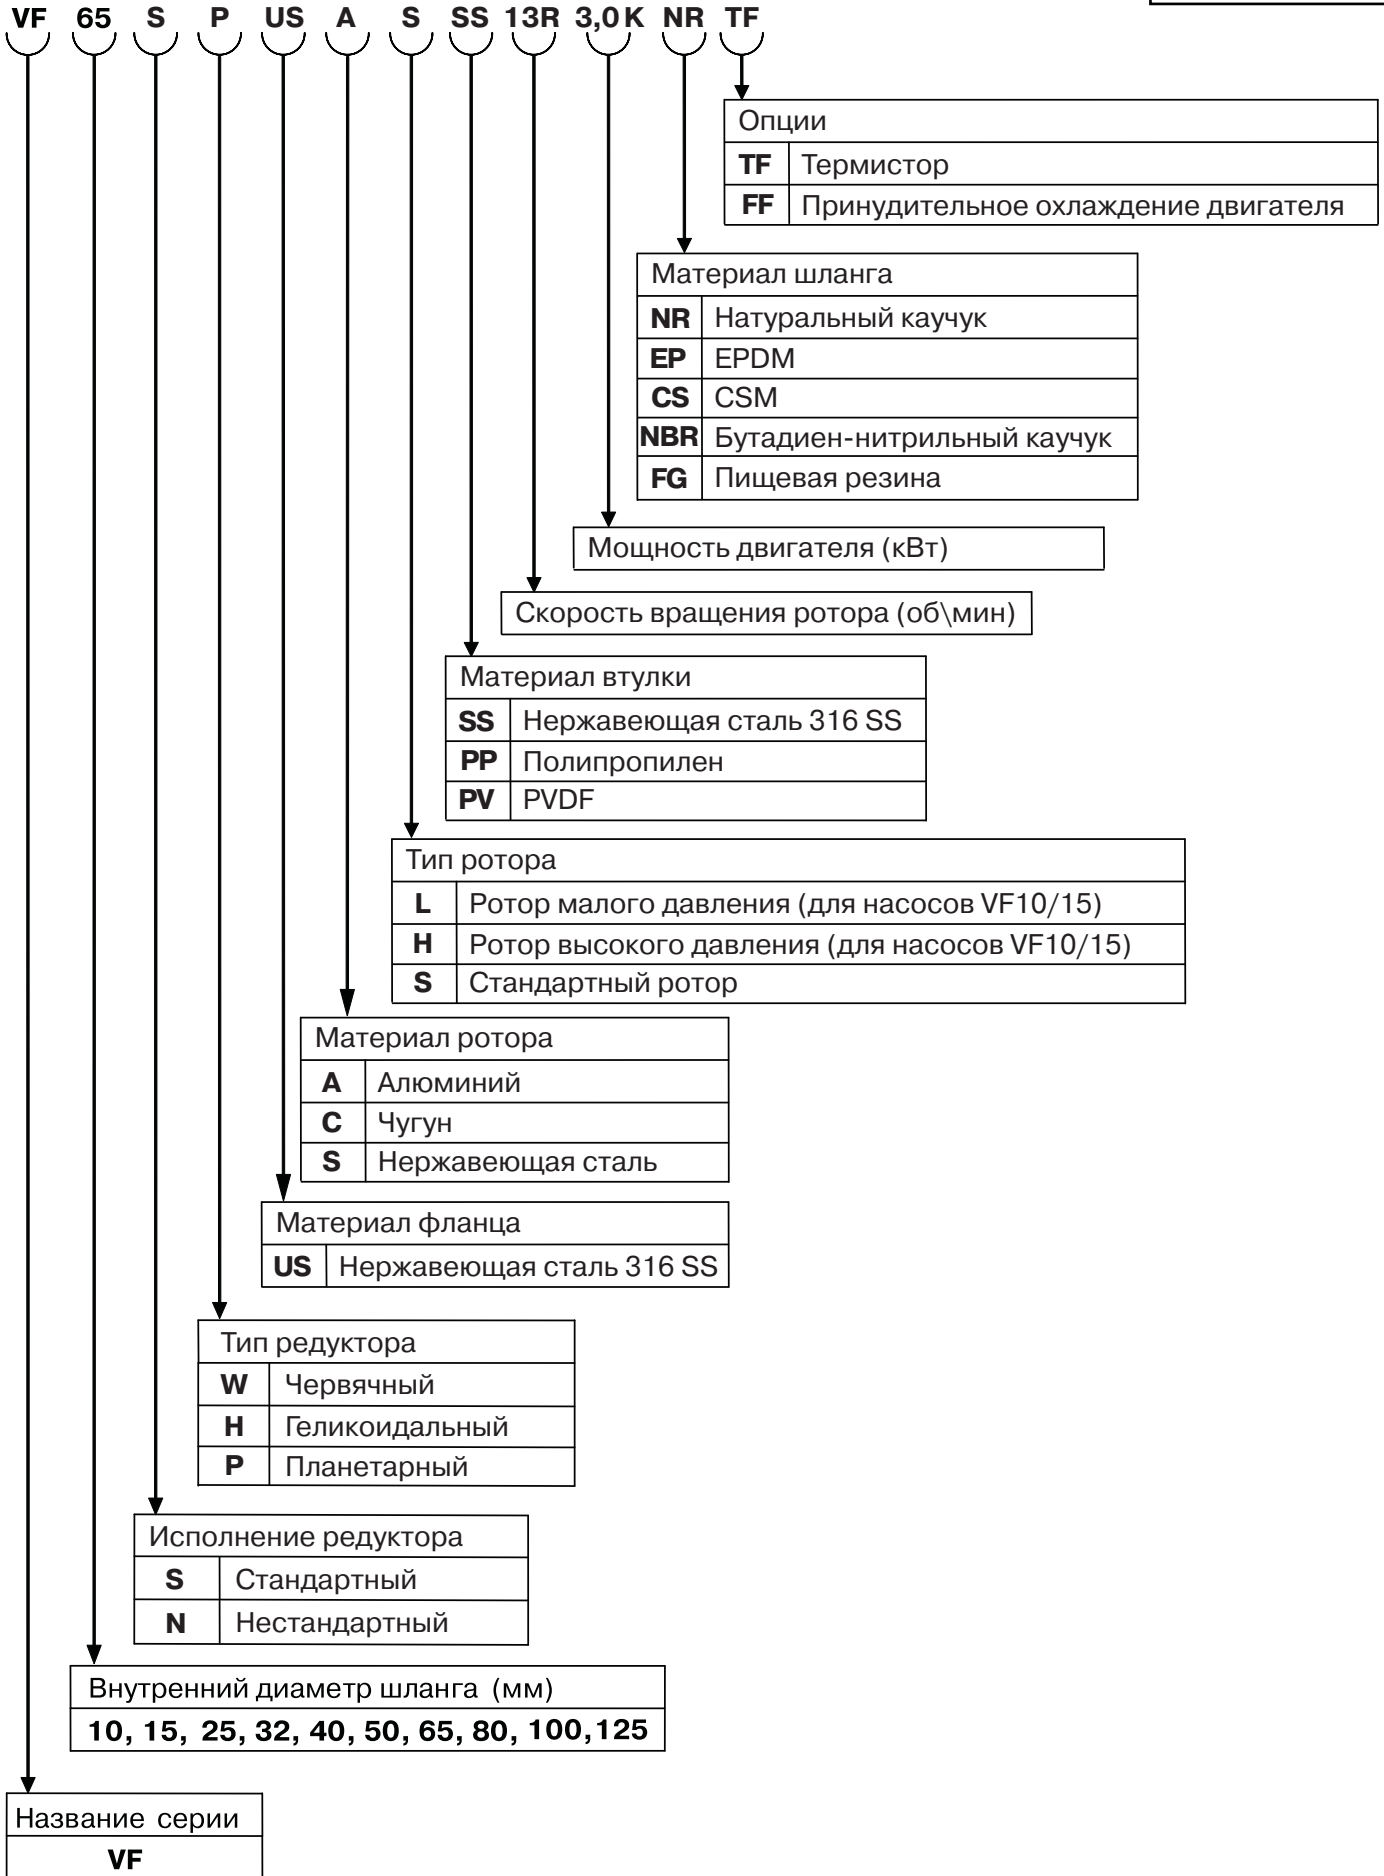 VF 65 S P US A S SS 13R 3,0 K NR TF
Опции
TF Термистор
FF Принудительное охлаждение двигателя
Материал шланга
NR Натуральный каучук
EP EPDM
CS CSM
NBR Бутадиен-нитрильный каучук
FG Пищевая резина
Мощность двигателя (кВт)
Скорость вращения ротора (об\мин)
Материал втулки
SS Нержавеющая сталь 316 SS
PP Полипропилен
PV PVDF
Тип ротора
L Ротор малого давления (для насосов VF10/15)
H Ротор высокого давления (для насосов VF10/15)
S Стандартный ротор
Материал ротора
A Алюминий
C Чугун
S Нержавеющая сталь
Материал фланца
US Нержавеющая сталь 316 SS
Тип редуктора
W Червячный
H Геликоидальный
P Планетарный
Исполнение редуктора
S Стандартный
N Нестандартный
Внутренний диаметр шланга (мм)
10, 15, 25, 32, 40, 50, 65, 80, 100, 125
Название серии
VF